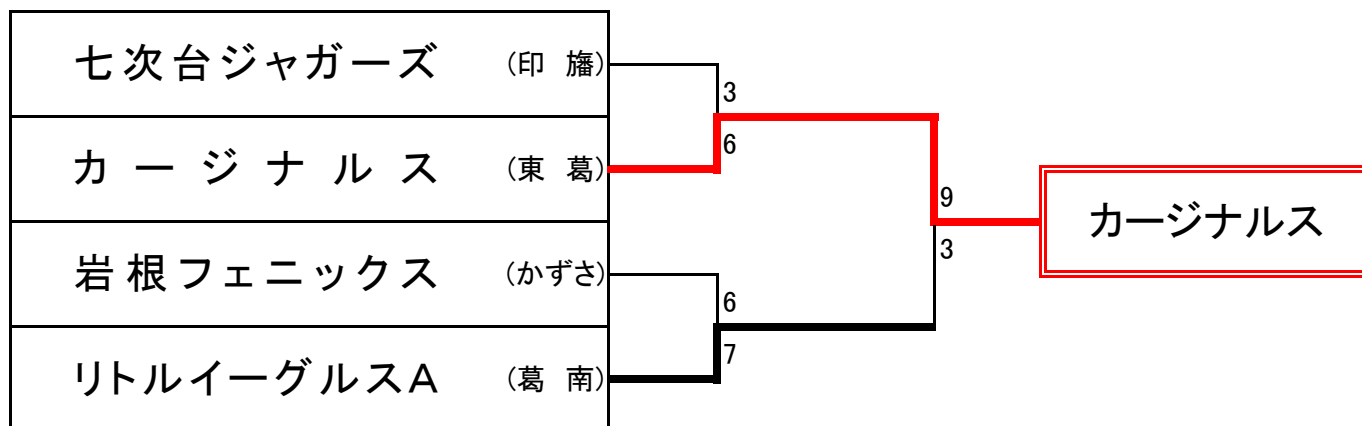 七次台ジャガーズ (印 旛)
3
カージナルス (東 葛)
6
9
カージナルス
岩根フェニックス (かずさ)
3
6
リトルイーグルスA (葛 南)
7